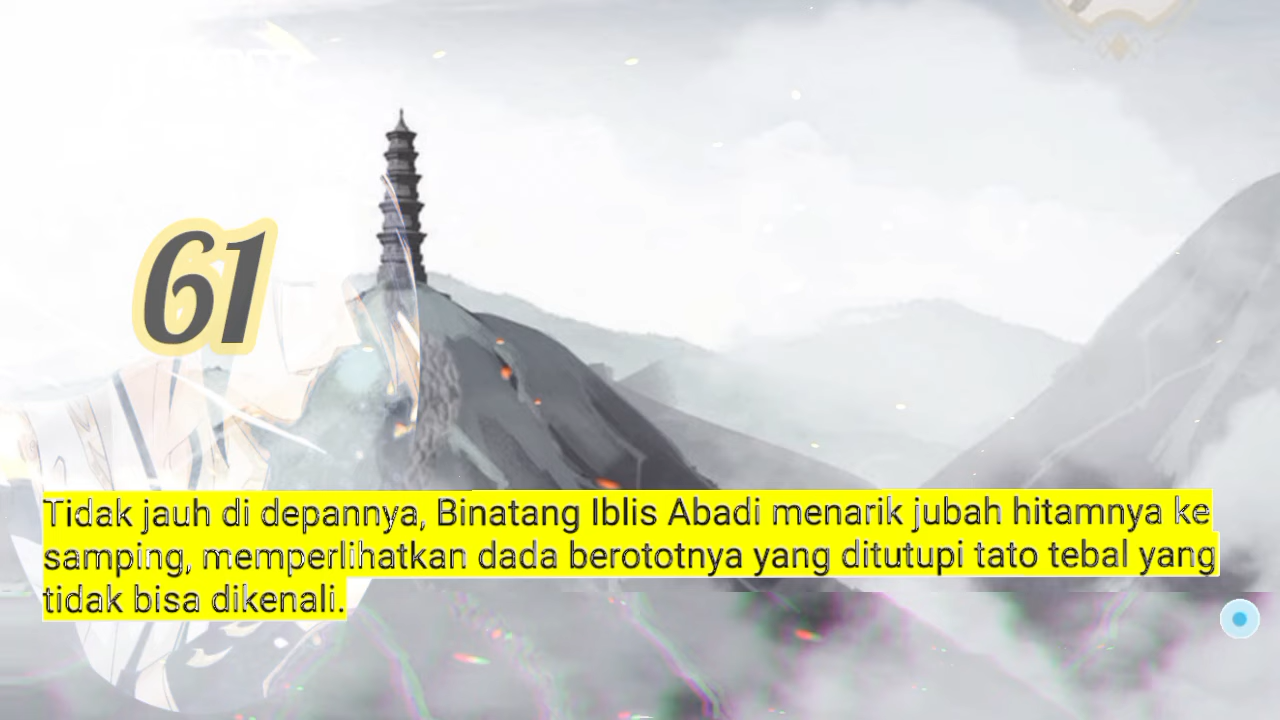 61
Tidak jauh di depannya, Binatang Iblis Abadi menarik jubah hitamnya ke
samping, memperlihatkan dada berototnya yang ditutupi tato tebal yang
tidak bisa dikenali.